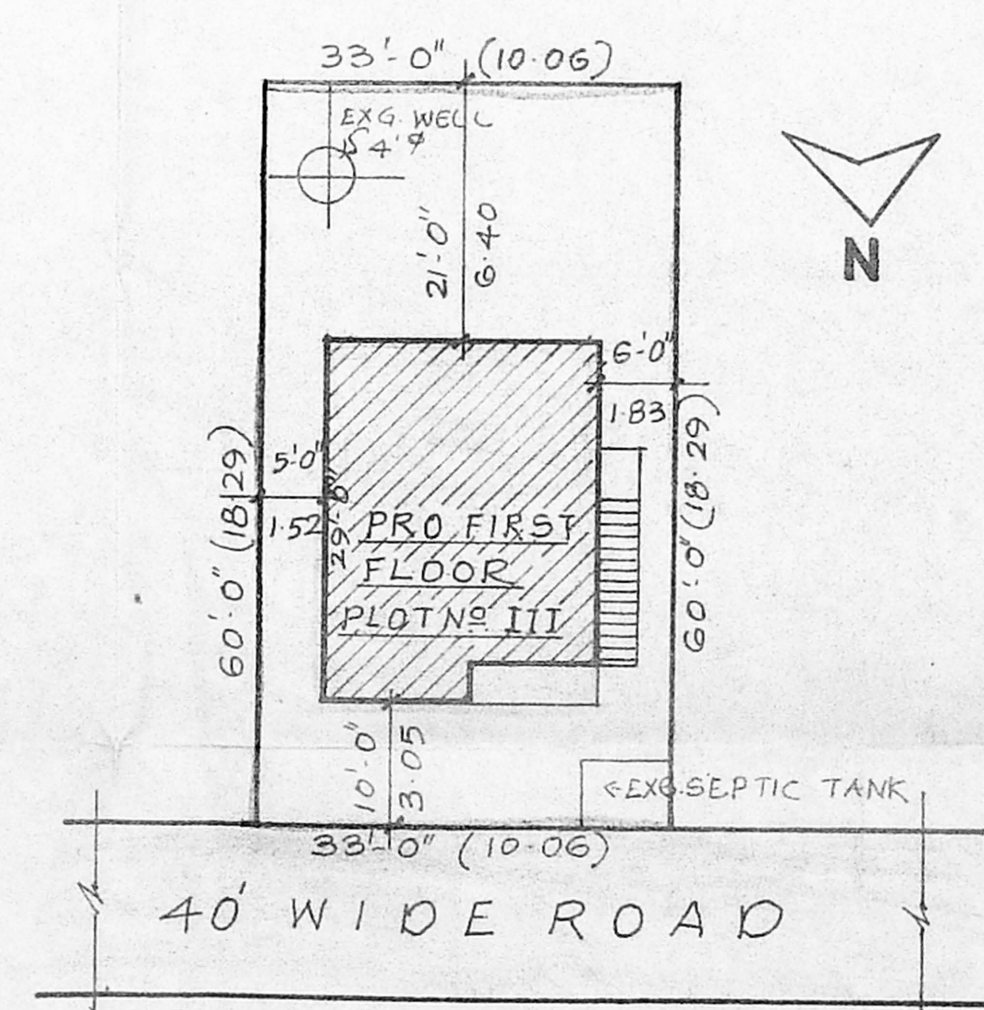 33'-0" (10·06)
EXG. WELL
4'φ
N
21'-0"
6·40
6'-0"
1·83
5'-0"
1·52
29'-8"
60'-0" (18·29)
60'-0" (18·29)
PRO FIRST
FLOOR
PLOT Nº III
10'-0"
3·05
←EXG. SEPTIC TANK
33'-0" (10·06)
40' WIDE ROAD